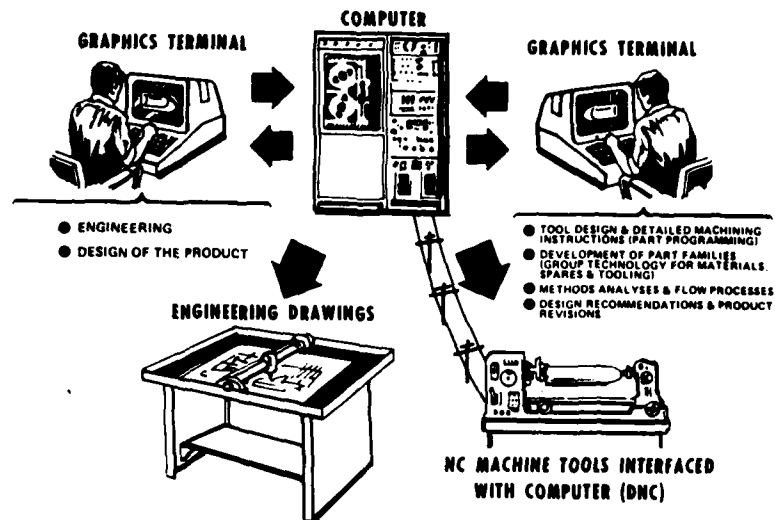 COMPUTER
GRAPHICS TERMINAL
GRAPHICS TERMINAL
● ENGINEERING
● DESIGN OF THE PRODUCT
● TOOL DESIGN & DETAILED MACHINING
INSTRUCTIONS (PART PROGRAMMING)
● DEVELOPMENT OF PART FAMILIES
(GROUP TECHNOLOGY FOR MATERIALS,
SPARES & TOOLING)
● METHODS ANALYSES & FLOW PROCESSES
● DESIGN RECOMMENDATIONS & PRODUCT
REVISIONS
ENGINEERING DRAWINGS
NC MACHINE TOOLS INTERFACED
WITH COMPUTER (DNC)